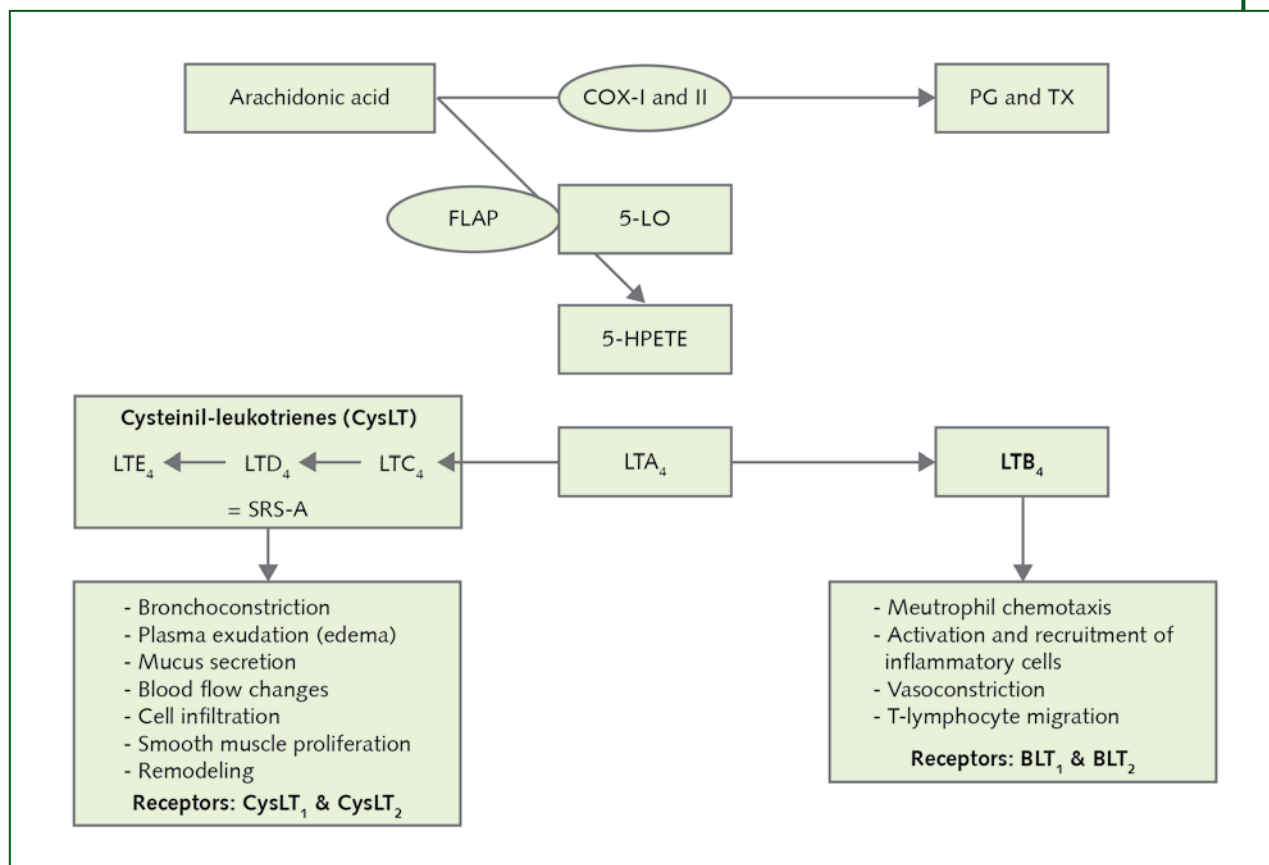 Arachidonic acid
COX-I and II
PG and TX
FLAP
5-LO
5-HPETE
Cysteinil-leukotrienes (CysLT)
LTE₄ LTD₄ LTC₄
= SRS-A
LTA₄
LTB₄
- Bronchoconstriction
- Plasma exudation (edema)
- Mucus secretion
- Blood flow changes
- Cell infiltration
- Smooth muscle proliferation
- Remodeling
Receptors: CysLT₁ & CysLT₂
- Meutrophil chemotaxis
- Activation and recruitment of
inflammatory cells
- Vasoconstriction
- T-lymphocyte migration
Receptors: BLT₁ & BLT₂